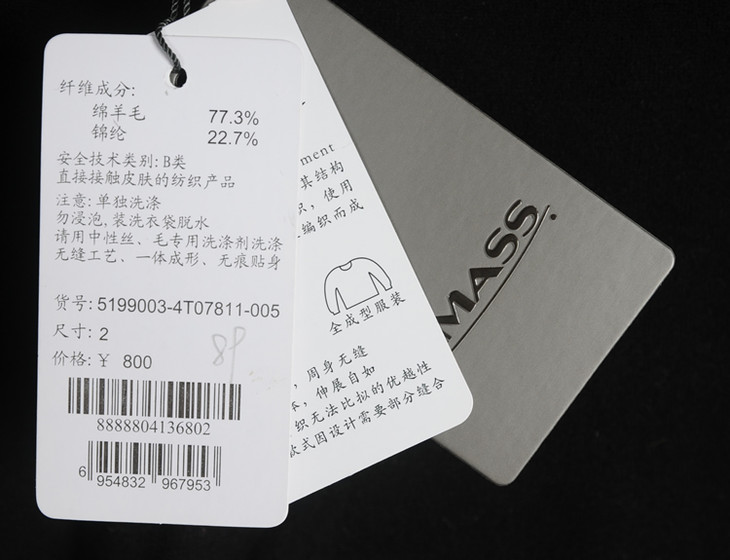 纤维成分:
绵羊毛 77.3%
锦纶 22.7%
安全技术类别: B类
直接接触皮肤的纺织产品
注意: 单独洗涤
勿浸泡, 装洗衣袋脱水
请用中性丝、毛专用洗涤剂洗涤
无缝工艺、一体成形、无痕贴身
货号: 5199003-4T07811-005
尺寸: 2
价格: ¥ 800
8888804136802
6 954832 967953
ment
其结构
织, 使用
编织而成
全成型服装
, 周身无缝
, 伸展自如
织无法比拟的优越性
款式因设计需要部分缝合
MASS.